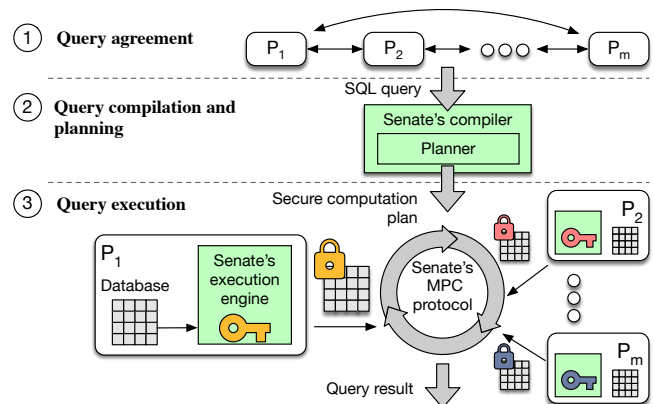 1 Query agreement
P1 P2 Pm
SQL query
2 Query compilation and
planning
Senate's compiler
Planner
3 Query execution
Secure computation
plan
P1
Database
Senate's
execution
engine
Senate's
MPC
protocol
P2
Pm
Query result